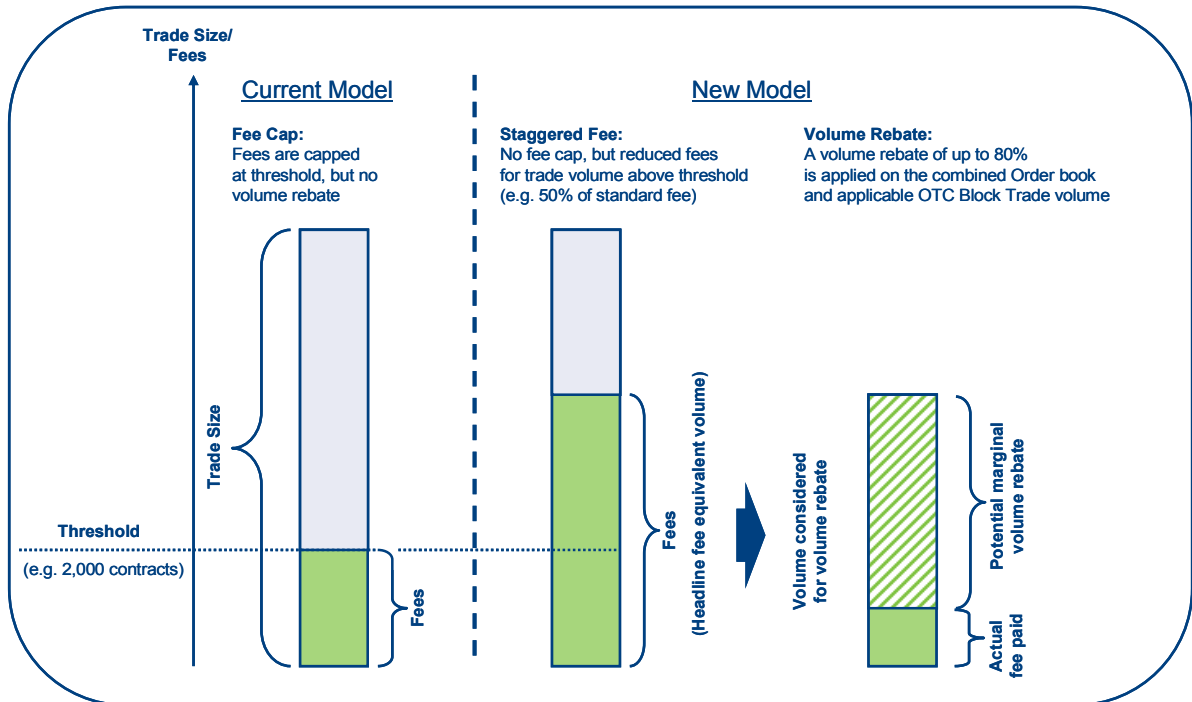 Trade Size/
Fees
Current Model
New Model
Fee Cap:
Fees are capped
at threshold, but no
volume rebate
Staggered Fee:
No fee cap, but reduced fees
for trade volume above threshold
(e.g. 50% of standard fee)
Volume Rebate:
A volume rebate of up to 80%
is applied on the combined Order book
and applicable OTC Block Trade volume
Trade Size
Threshold
(e.g. 2,000 contracts)
Fees
Fees
(Headline fee equivalent volume)
Volume considered
for volume rebate
Potential marginal
volume rebate
Actual
fee paid